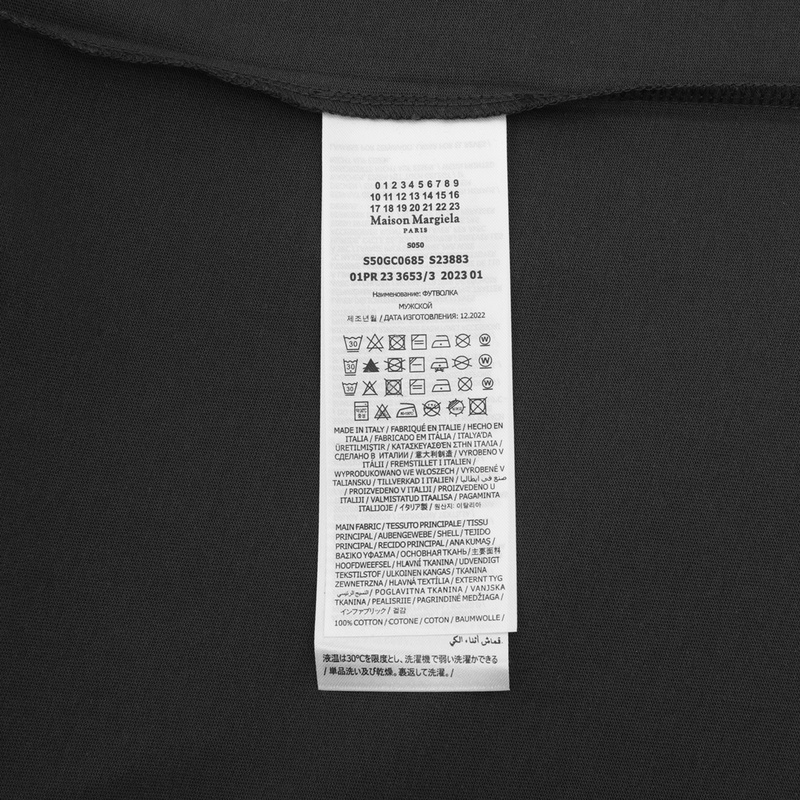 0 1 2 3 4 5 6 7 8 9
10 11 12 13 14 15 16
17 18 19 20 21 22 23
Maison Margiela
PARIS
S050
S50GC0685 S23883
01PR 23 3653/3 2023 01
Наименование: ФУТБОЛКА
МУЖСКОЙ
제조년월 / ДАТА ИЗГОТОВЛЕНИЯ: 12.2022
30 W
30 W
30 W
MADE IN ITALY / FABRIQUÉ EN ITALIE / HECHO EN
ITALIA / FABRICADO EM ITÁLIA / ITALYA'DA
ÜRETILMIŞTIR / ΚΑΤΑΣΚΕΥΑΣΘΕΝ ΣΤΗΝ ΙΤΑΛΙΑ /
СДЕЛАНО В ИТАЛИИ / 意大利制造 / VYROBENO V
ITÁLII / FREMSTILLET I ITALIEN /
WYPRODUKOWANO WE WŁOSZECH / VYROBENÉ V
TALIANSKU / TILLVERKAD I ITALIEN / صنع في ايطاليا
/ PROIZVEDENO V ITALIJI / PROIZVEDENO U
ITALIJI / VALMISTATUD ITAALISA / PAGAMINTA
ITALIJOJE / イタリア製 / 원산지: 이탈리아
MAIN FABRIC / TESSUTO PRINCIPALE / TISSU
PRINCIPAL / AUBENGEWEBE / SHELL / TEJIDO
PRINCIPAL / RECIDO PRINCIPAL / ANA KUMAŞ /
ΒΑΣΙΚΟ ΥΦΑΣΜΑ / ОСНОВНАЯ ТКАНЬ / 主要面料
HOOFDWEEFSEL / HLAVNÍ TKANINA / UDVENDIGT
TEKSTILSTOF / ULKOINEN KANGAS / TKANINA
ZEWNETRZNA / HLAVNÁ TEXTÍLIA / EXTERNT TYG
النسيج الرئيسي / POGLAVITNA TKANINA / VANJSKA
TKANINA / PEALISRIIE / PAGRINDINĖ MEDŽIAGA /
インファブリック / 겉감
100% COTTON / COTONE / COTON / BAUMWOLLE /
قماش أثناء الكي.
液温は30℃を限度とし、洗濯機で弱い洗濯ができる
/ 単品洗い及び乾燥。裏返して洗濯。/